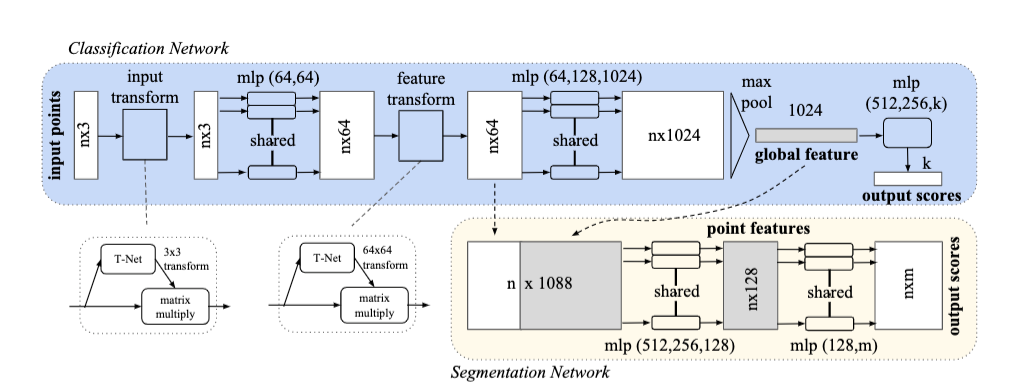 Classification Network
input points
nx3
input
transform
nx3
mlp (64,64)
shared
nx64
feature
transform
nx64
mlp (64,128,1024)
shared
nx1024
max
pool
1024
global feature
mlp
(512,256,k)
k
output scores
T-Net
3x3
transform
matrix
multiply
T-Net
64x64
transform
matrix
multiply
point features
n x 1088
shared
nx128
shared
nxm
output scores
mlp (512,256,128)
mlp (128,m)
Segmentation Network